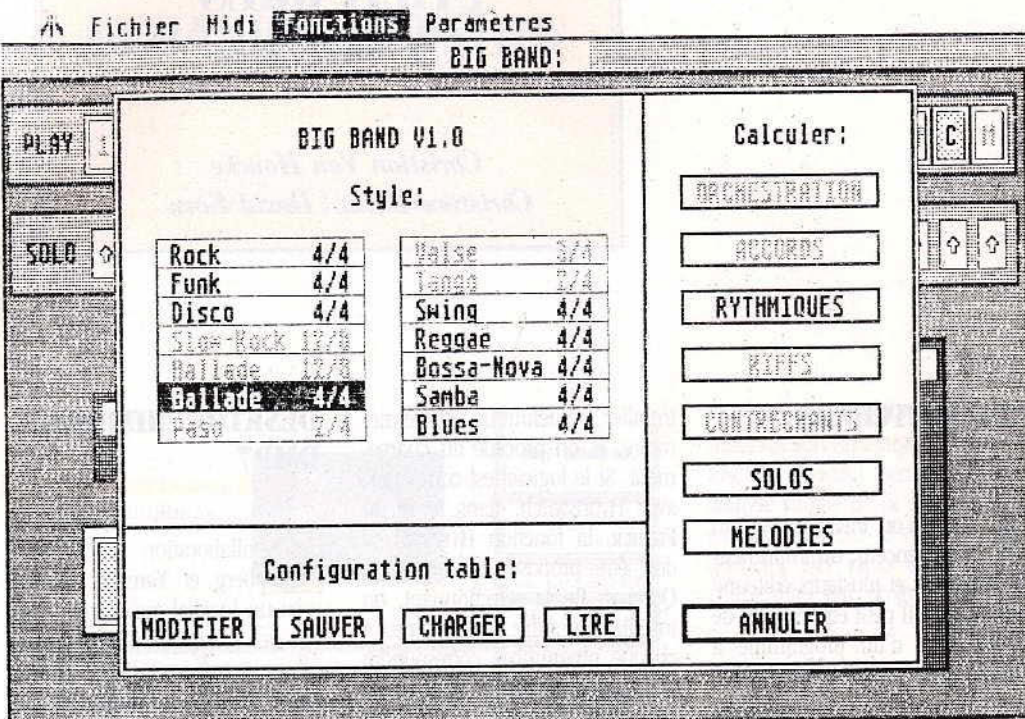 Fichier Midi Fonctions Paramètres
BIG BAND:
PLAY 1 C M
SOLO
BIG BAND V1.0
Style:
Rock 4/4
Funk 4/4
Disco 4/4
Slow-Rock 12/8
Ballade 12/8
Ballade 4/4
Paso 2/4
Valse 3/4
Tango 2/4
Swing 4/4
Reggae 4/4
Bossa-Nova 4/4
Samba 4/4
Blues 4/4
Configuration table:
MODIFIER SAUVER CHARGER LIRE
Calculer:
ORCHESTRATION
ACCORDS
RYTHMIQUES
RIFFS
CONTRECHANTS
SOLOS
MELODIES
ANNULER